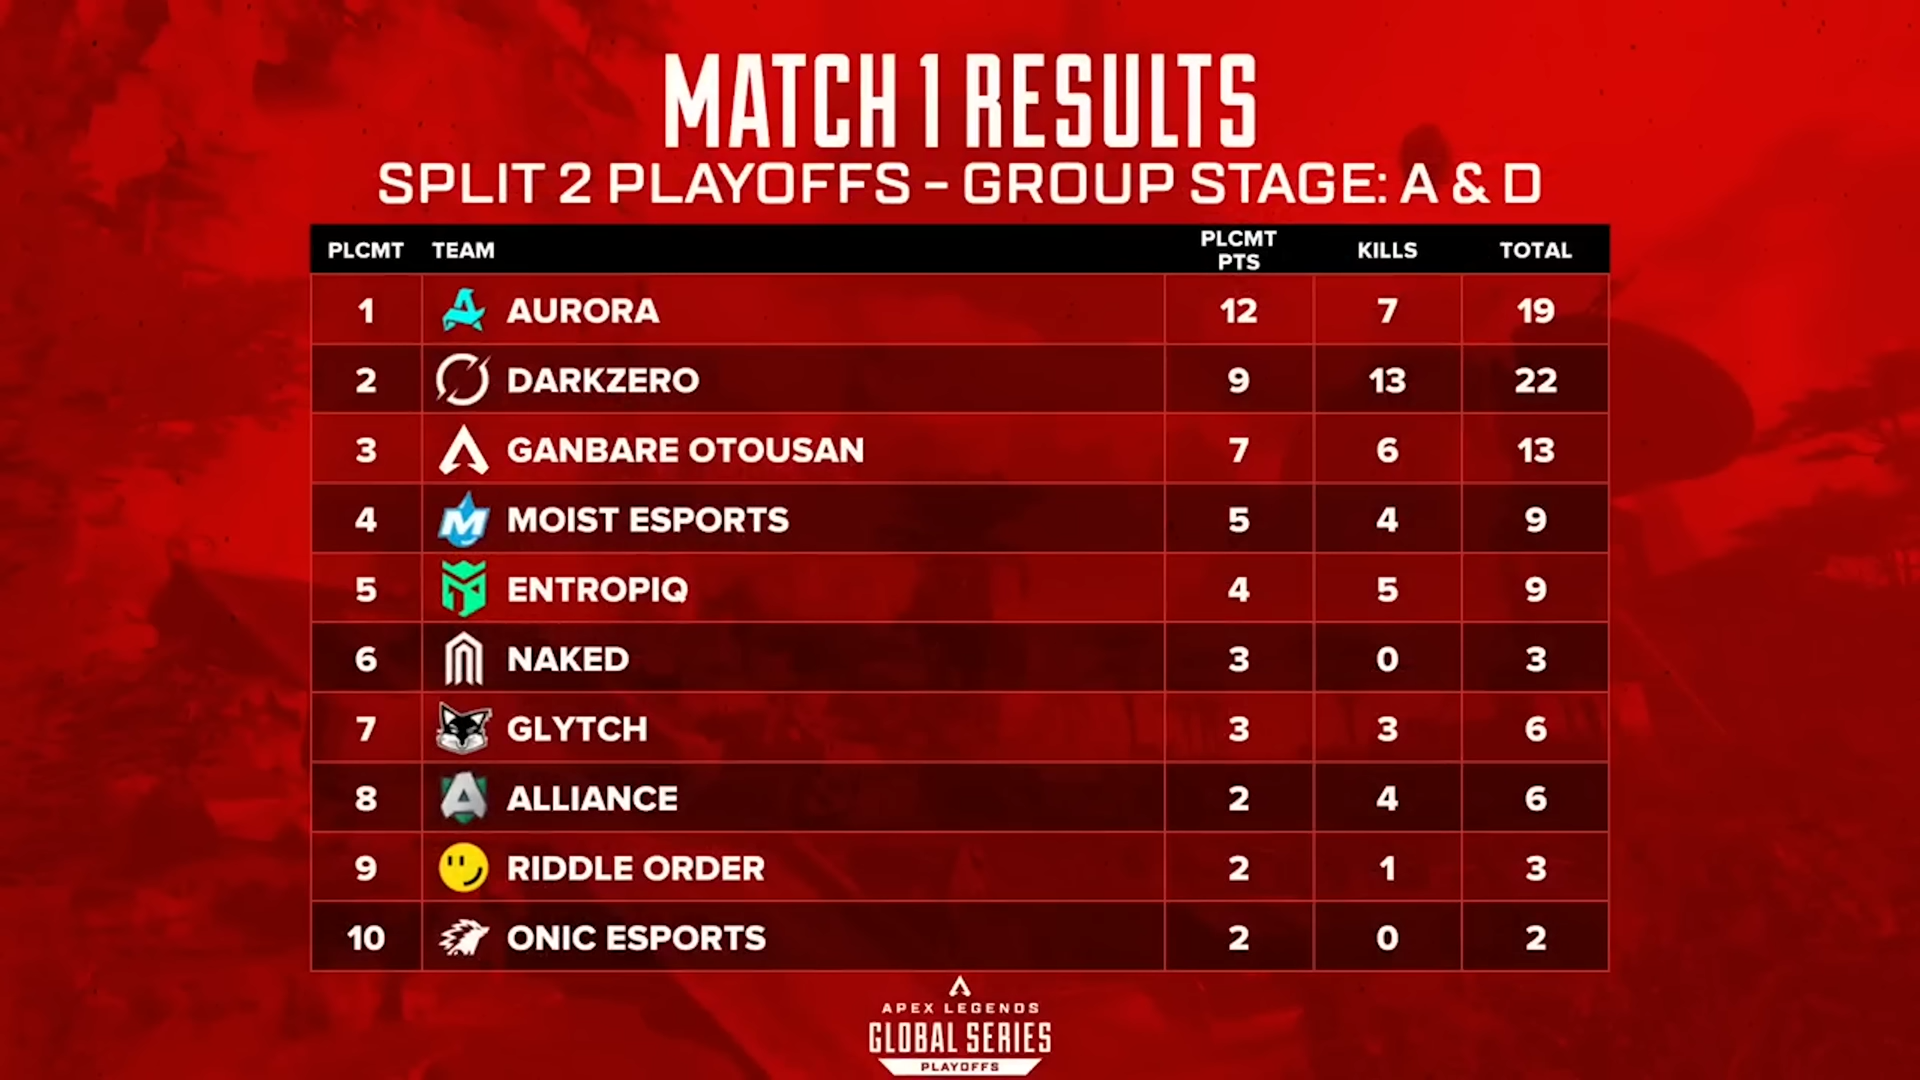 MATCH 1 RESULTS
SPLIT 2 PLAYOFFS - GROUP STAGE: A & D
PLCMT TEAM PLCMT PTS KILLS TOTAL
1 AURORA 12 7 19
2 DARKZERO 9 13 22
3 GANBARE OTOUSAN 7 6 13
4 M MOIST ESPORTS 5 4 9
5 ENTROPIQ 4 5 9
6 NAKED 3 0 3
7 GLYTCH 3 3 6
8 ALLIANCE 2 4 6
9 RIDDLE ORDER 2 1 3
10 ONIC ESPORTS 2 0 2
APEX LEGENDS
GLOBAL SERIES
PLAYOFFS